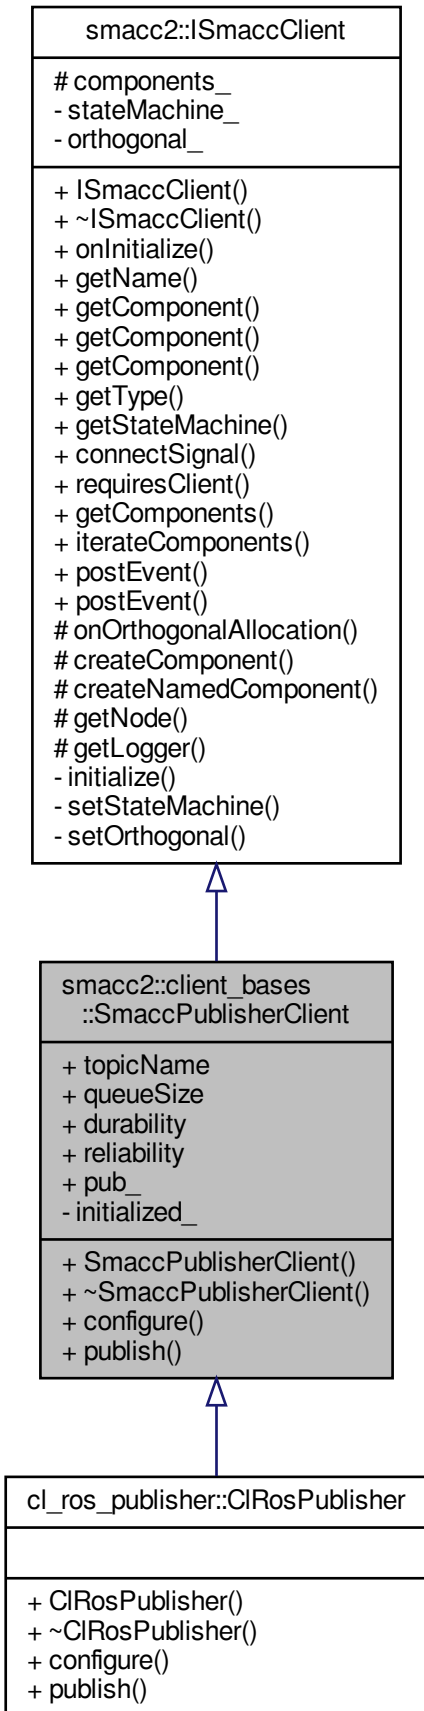 smacc2::ISmaccClient
# components_
- stateMachine_
- orthogonal_
+ ISmaccClient()
+ ~ISmaccClient()
+ onInitialize()
+ getName()
+ getComponent()
+ getComponent()
+ getComponent()
+ getType()
+ getStateMachine()
+ connectSignal()
+ requiresClient()
+ getComponents()
+ iterateComponents()
+ postEvent()
+ postEvent()
# onOrthogonalAllocation()
# createComponent()
# createNamedComponent()
# getNode()
# getLogger()
- initialize()
- setStateMachine()
- setOrthogonal()
smacc2::client_bases
::SmaccPublisherClient
+ topicName
+ queueSize
+ durability
+ reliability
+ pub_
- initialized_
+ SmaccPublisherClient()
+ ~SmaccPublisherClient()
+ configure()
+ publish()
cl_ros_publisher::ClRosPublisher
+ ClRosPublisher()
+ ~ClRosPublisher()
+ configure()
+ publish()